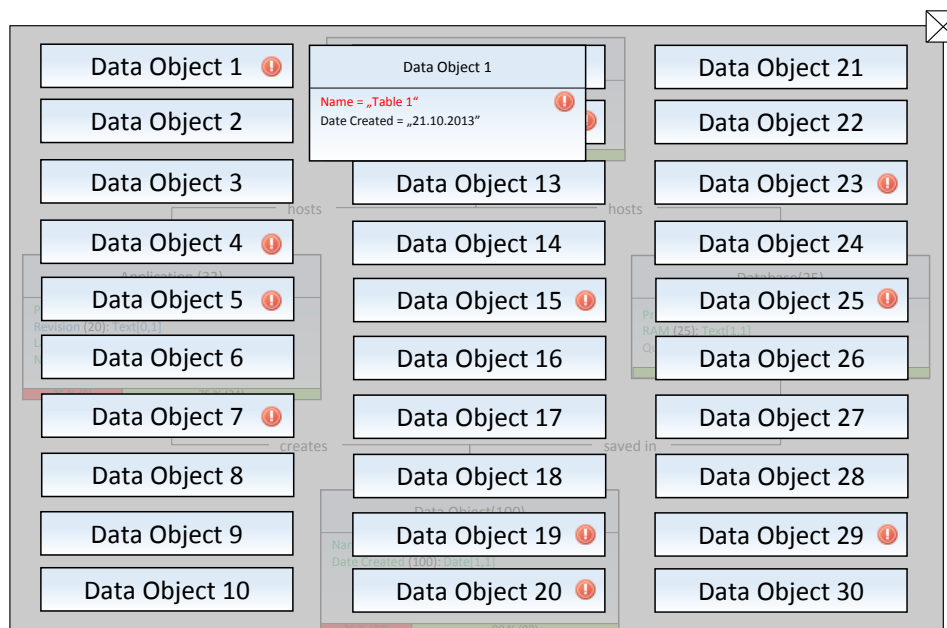 Data Object 1
Data Object 1
Data Object 21
Name = „Table 1“
Date Created = „21.10.2013”
Data Object 2
Data Object 22
Data Object 3
Data Object 13
Data Object 23
hosts
hosts
Data Object 4
Data Object 14
Data Object 24
Data Object 5
Data Object 15
Data Object 25
Revision (20): Text[0,1]
RAM (25): Text[1,1]
Data Object 6
Data Object 16
Data Object 26
Data Object 7
Data Object 17
Data Object 27
creates
saved in
Data Object 8
Data Object 18
Data Object 28
Data Object(100)
Data Object 9
Data Object 19
Data Object 29
Date Created (100): Date[1,1]
Data Object 10
Data Object 20
Data Object 30